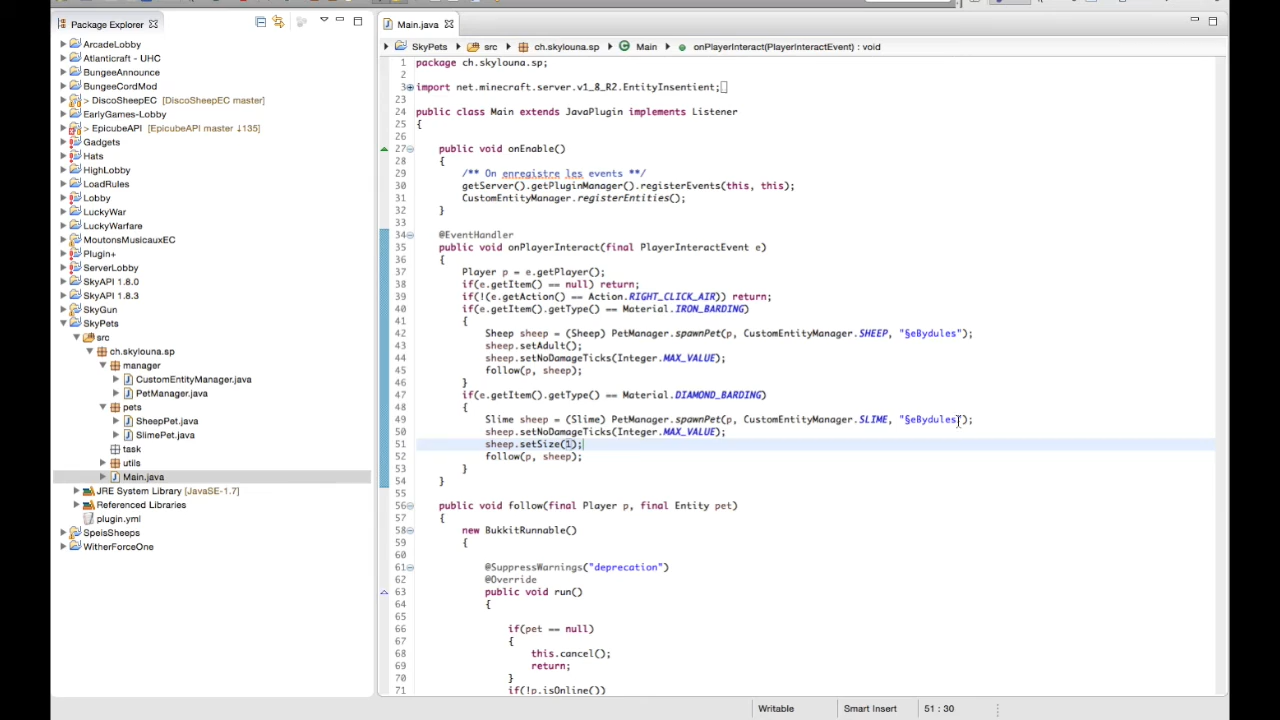 Package Explorer
ArcadeLobby
Atlanticraft - UHC
BungeeAnnounce
BungeeCordMod
> DiscoSheepEC [DiscoSheepEC master]
EarlyGames-Lobby
> EpicubeAPI [EpicubeAPI master ↓135]
Gadgets
Hats
HighLobby
LoadRules
Lobby
LuckyWar
LuckyWarfare
MoutonsMusicauxEC
Plugin+
ServerLobby
SkyAPI 1.8.0
SkyAPI 1.8.3
SkyGun
SkyPets
src
ch.skylouna.sp
manager
CustomEntityManager.java
PetManager.java
pets
SheepPet.java
SlimePet.java
task
utils
Main.java
JRE System Library [JavaSE-1.7]
Referenced Libraries
plugin.yml
SpeisSheeps
WitherForceOne
Main.java
SkyPets src ch.skylouna.sp Main onPlayerInteract(PlayerInteractEvent) : void
1 package ch.skylouna.sp;
2
3 import net.minecraft.server.v1_8_R2.EntityInsentient;
23
24 public class Main extends JavaPlugin implements Listener
25 {
26
27 public void onEnable()
28 {
29 /** On enregistre les events **/
30 getServer().getPluginManager().registerEvents(this, this);
31 CustomEntityManager.registerEntities();
32 }
33
34 @EventHandler
35 public void onPlayerInteract(final PlayerInteractEvent e)
36 {
37 Player p = e.getPlayer();
38 if(e.getItem() == null) return;
39 if(!(e.getAction() == Action.RIGHT_CLICK_AIR)) return;
40 if(e.getItem().getType() == Material.IRON_BARDING)
41 {
42 Sheep sheep = (Sheep) PetManager.spawnPet(p, CustomEntityManager.SHEEP, "§eBydules");
43 sheep.setAdult();
44 sheep.setNoDamageTicks(Integer.MAX_VALUE);
45 follow(p, sheep);
46 }
47 if(e.getItem().getType() == Material.DIAMOND_BARDING)
48 {
49 Slime sheep = (Slime) PetManager.spawnPet(p, CustomEntityManager.SLIME, "§eBydules");
50 sheep.setNoDamageTicks(Integer.MAX_VALUE);
51 sheep.setSize(1);
52 follow(p, sheep);
53 }
54 }
55
56 public void follow(final Player p, final Entity pet)
57 {
58 new BukkitRunnable()
59 {
60
61 @SuppressWarnings("deprecation")
62 @Override
63 public void run()
64 {
65
66 if(pet == null)
67 {
68 this.cancel();
69 return;
70 }
71 if(!p.isOnline())
Writable Smart Insert 51 : 30